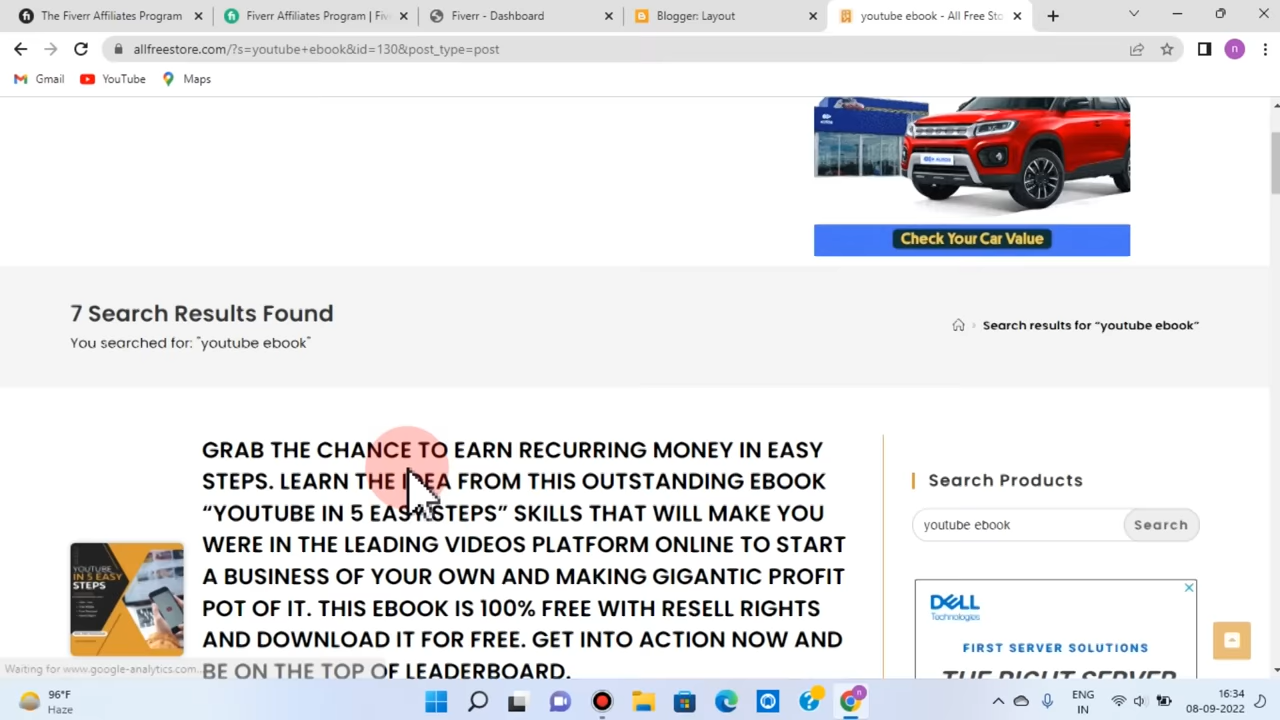 The Fiverr Affiliates Program
Fiverr Affiliates Program | Five
Fiverr - Dashboard
Blogger: Layout
youtube ebook - All Free Sto
allfreestore.com/?s=youtube+ebook&id=130&post_type=post
n
Gmail
YouTube
Maps
Check Your Car Value
7 Search Results Found
You searched for: "youtube ebook"
Search results for “youtube ebook”
GRAB THE CHANCE TO EARN RECURRING MONEY IN EASY
STEPS. LEARN THE IDEA FROM THIS OUTSTANDING EBOOK
“YOUTUBE IN 5 EASY STEPS” SKILLS THAT WILL MAKE YOU
WERE IN THE LEADING VIDEOS PLATFORM ONLINE TO START
A BUSINESS OF YOUR OWN AND MAKING GIGANTIC PROFIT
POT OF IT. THIS EBOOK IS 100% FREE WITH RESELL RIGHTS
AND DOWNLOAD IT FOR FREE. GET INTO ACTION NOW AND
BE ON THE TOP OF LEADERBOARD.
YOUTUBE
IN 5 EASY
STEPS
Search Products
youtube ebook
Search
DELL
Technologies
FIRST SERVER SOLUTIONS
THE RIGHT SERVER
Waiting for www.google-analytics.com...
96°F
Haze
ENG
IN
16:34
08-09-2022